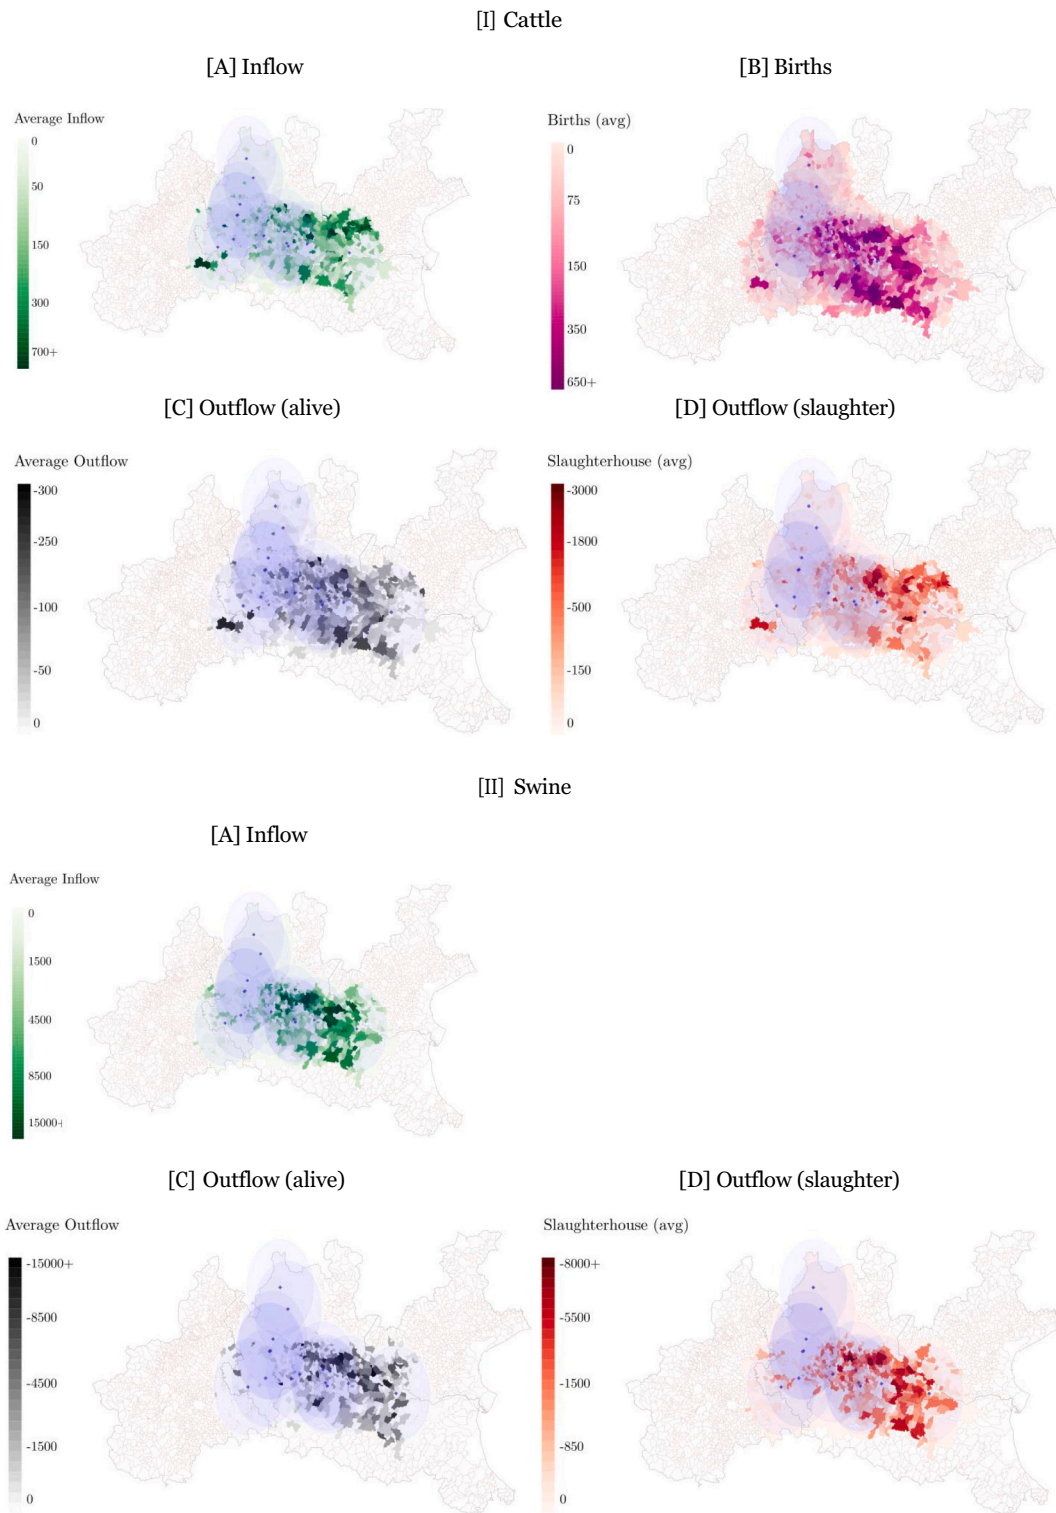 [I] Cattle
[A] Inflow
[B] Births
Average Inflow
0
50
150
300
700+
Births (avg)
0
75
150
350
650+
[C] Outflow (alive)
[D] Outflow (slaughter)
Average Outflow
-300
-250
-100
-50
0
Slaughterhouse (avg)
-3000
-1800
-500
-150
0
[II] Swine
[A] Inflow
Average Inflow
0
1500
4500
8500
15000+
[C] Outflow (alive)
[D] Outflow (slaughter)
Average Outflow
-15000+
-8500
-4500
-1500
0
Slaughterhouse (avg)
-8000+
-5500
-1500
-850
0